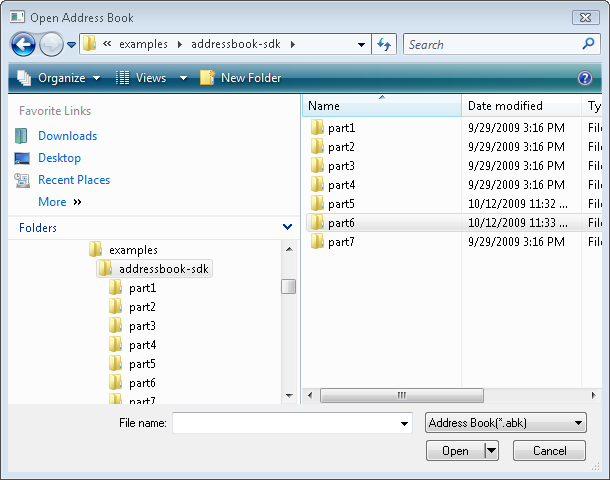 Open Address Book
« examples addressbook-sdk Search
Organize Views New Folder
Favorite Links
Downloads
Desktop
Recent Places
More »
Folders
examples
addressbook-sdk
part1
part2
part3
part4
part5
part6
part7
Name Date modified Ty
part1 9/29/2009 3:16 PM File
part2 9/29/2009 3:16 PM File
part3 9/29/2009 3:16 PM File
part4 9/29/2009 3:16 PM File
part5 10/12/2009 11:32 ... File
part6 10/12/2009 11:33 ... File
part7 9/29/2009 3:16 PM File
File name: Address Book(*.abk)
Open Cancel